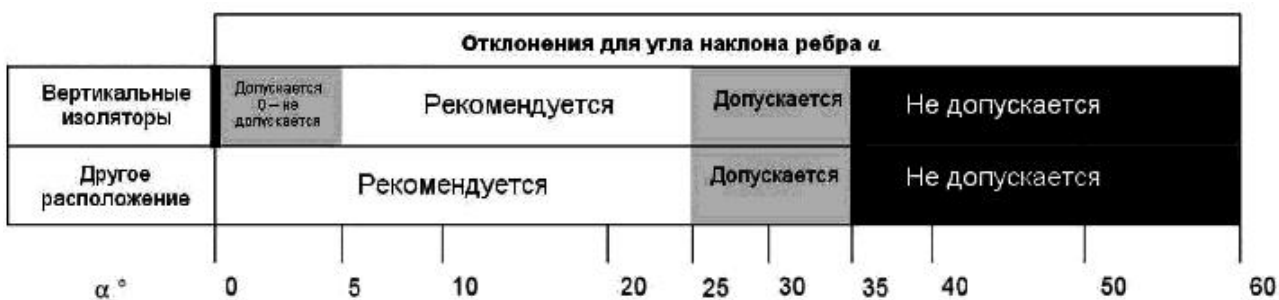 Отклонения для угла наклона ребра α
Вертикальные
изоляторы
Допускается
0 – не
допускается
Рекомендуется
Допускается
Не допускается
Другое
расположение
Рекомендуется
Допускается
Не допускается
α °
0 5 10 20 25 30 35 40 50 60